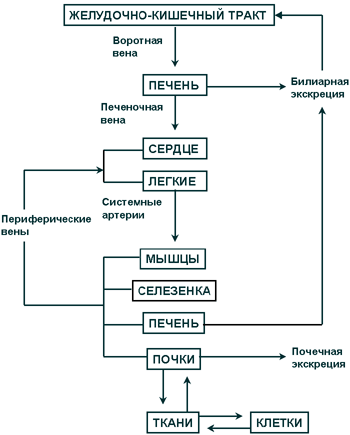 ЖЕЛУДОЧНО-КИШЕЧНЫЙ ТРАКТ
Воротная
вена
ПЕЧЕНЬ
Билиарная
экскреция
Печеночная
вена
СЕРДЦЕ
ЛЕГКИЕ
Системные
артерии
Периферические
вены
МЫШЦЫ
СЕЛЕЗЕНКА
ПЕЧЕНЬ
ПОЧКИ
Почечная
экскреция
ТКАНИ
КЛЕТКИ